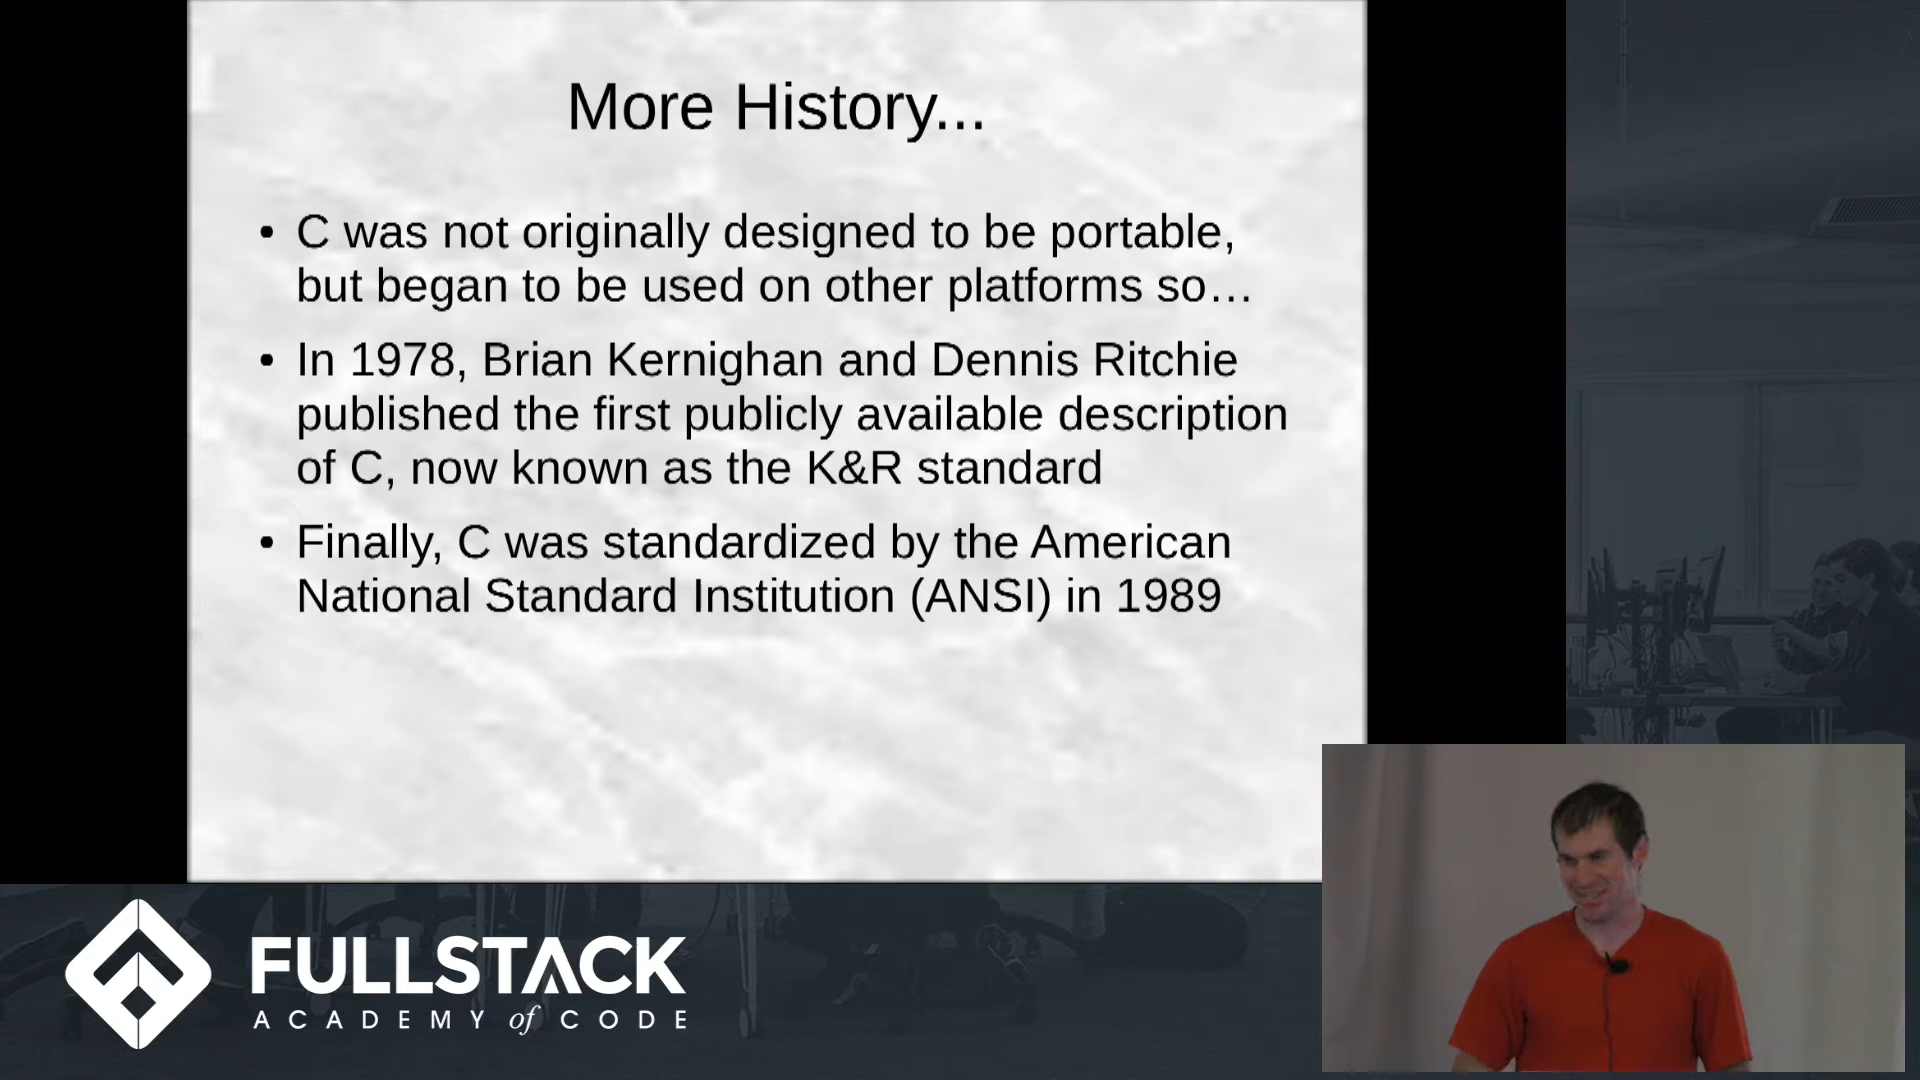 More History...
• C was not originally designed to be portable,
but began to be used on other platforms so…
• In 1978, Brian Kernighan and Dennis Ritchie
published the first publicly available description
of C, now known as the K&R standard
• Finally, C was standardized by the American
National Standard Institution (ANSI) in 1989
FULLSTACK
ACADEMY of CODE